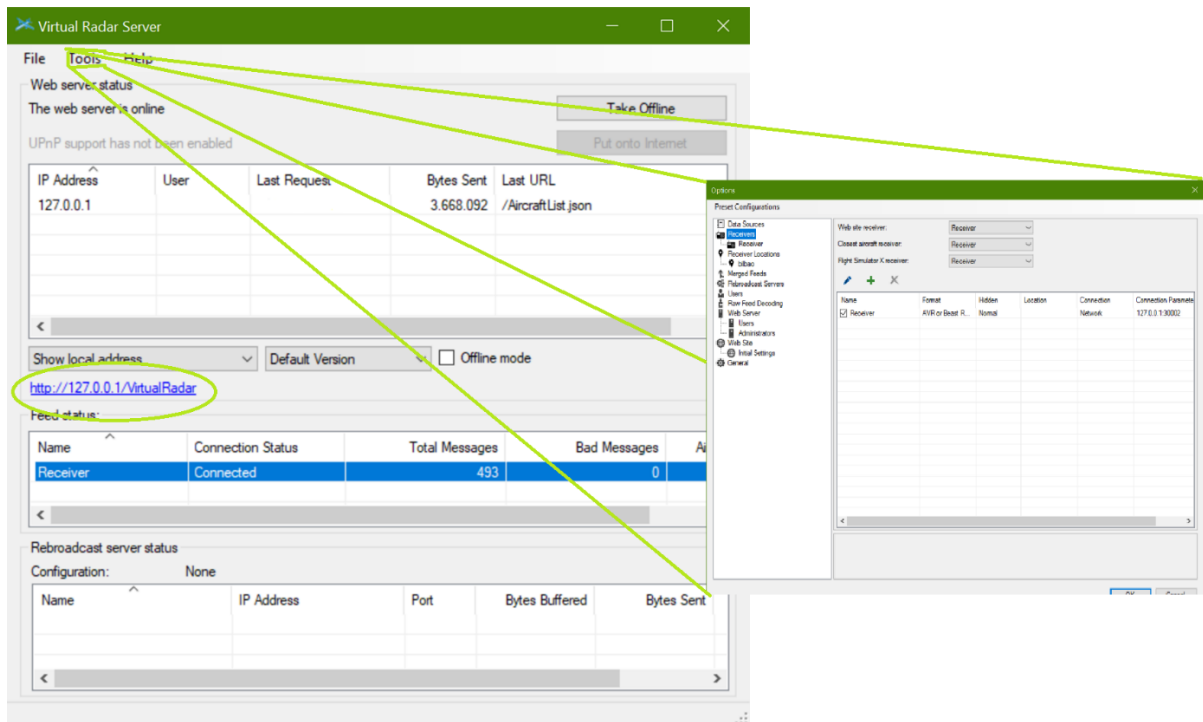 Virtual Radar Server
File Tools Help
Web server status
The web server is online
Take Offline
UPnP support has not been enabled
Put onto Internet
IP Address User Last Request Bytes Sent Last URL
127.0.0.1 3.668.092 /AircraftList.json
Show local address Default Version Offline mode
http://127.0.0.1/VirtualRadar
Feed status:
Name Connection Status Total Messages Bad Messages
Receiver Connected 493 0
Rebroadcast server status
Configuration: None
Name IP Address Port Bytes Buffered Bytes Sent
Options
Preset Configurations
Data Sources
Receivers
Receiver
Receiver Locations
bilbao
Merged Feeds
Rebroadcast Servers
Users
Raw Feed Decoding
Web Server
Users
Administrators
Web Site
Initial Settings
General
Web site receiver: Receiver
Closest aircraft receiver: Receiver
Flight Simulator X receiver: Receiver
Name Format Hidden Location Connection Connection Paramete
Receiver AVR or Beast R... Normal Network 127.0.0.1:30002